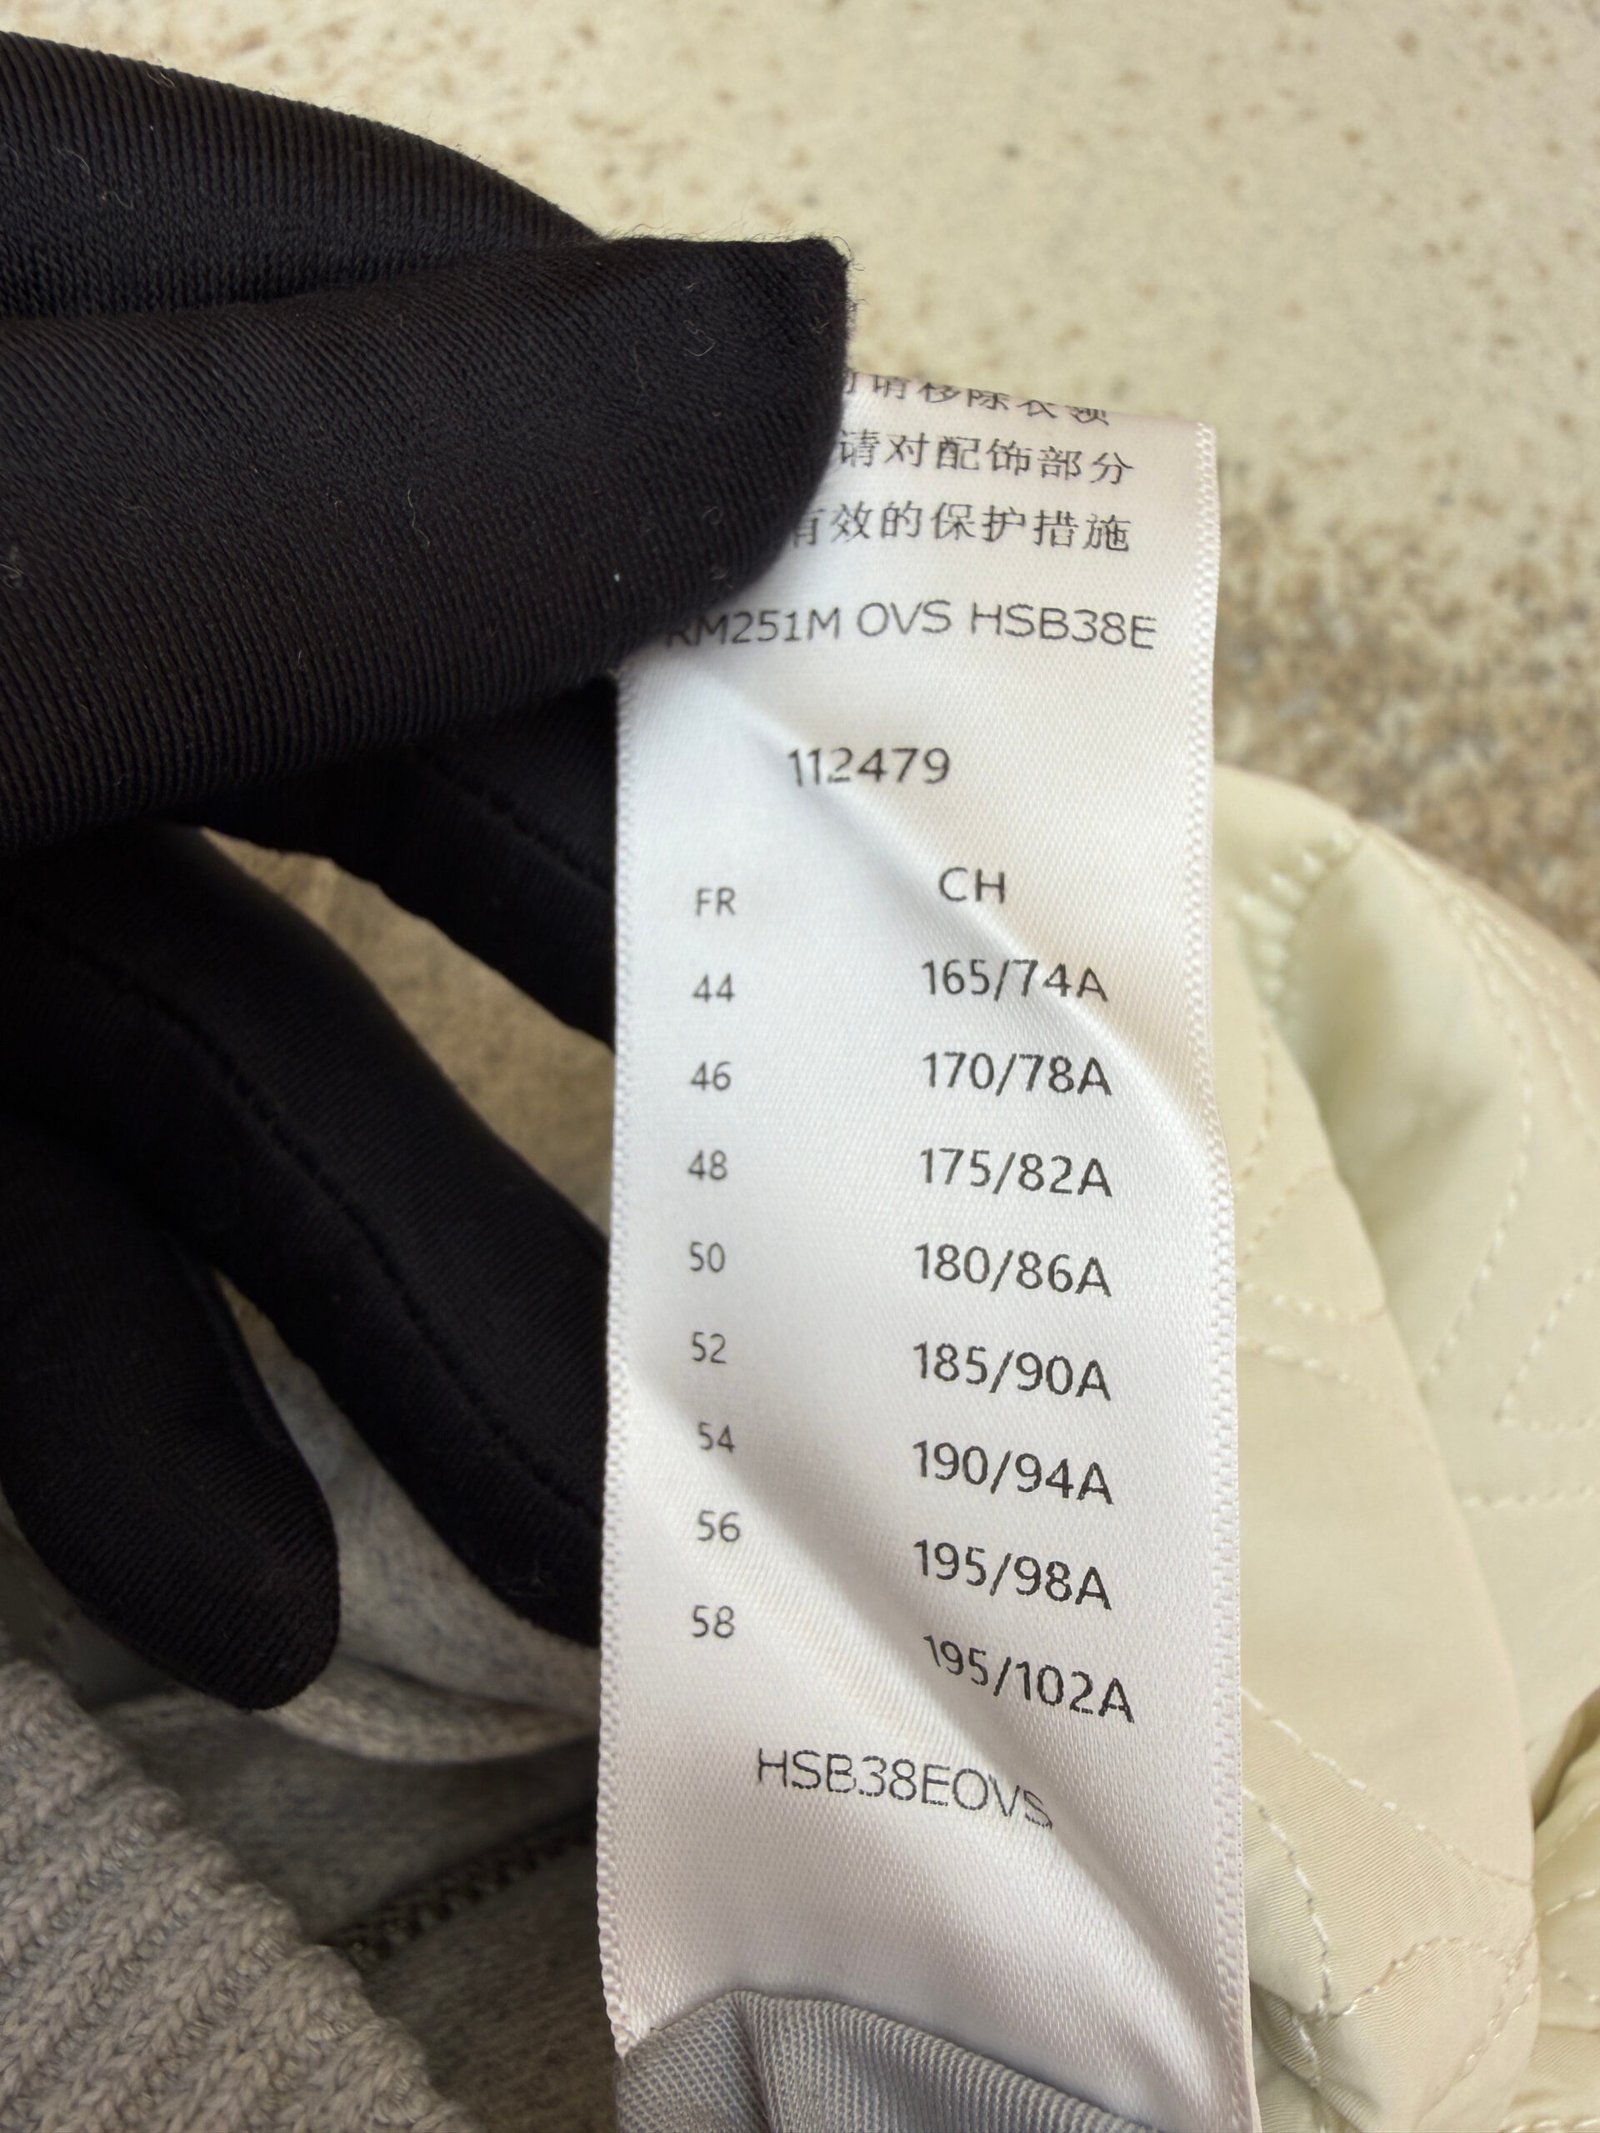 请移除衣领
请对配饰部分
有效的保护措施
RM251M OVS HSB38E
112479
FR CH
44 165/74A
46 170/78A
48 175/82A
50 180/86A
52 185/90A
54 190/94A
56 195/98A
58 195/102A
HSB38EOVS